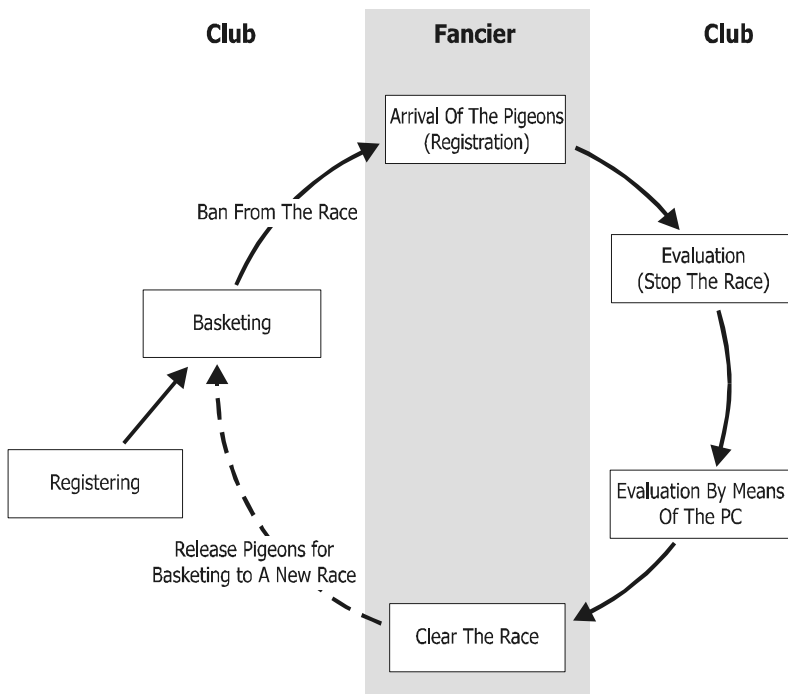 Club
Fancier
Club
Arrival Of The Pigeons
(Registration)
Ban From The Race
Evaluation
(Stop The Race)
Basketing
Registering
Evaluation By Means
Of The PC
Release Pigeons for
Basketing to A New Race
Clear The Race